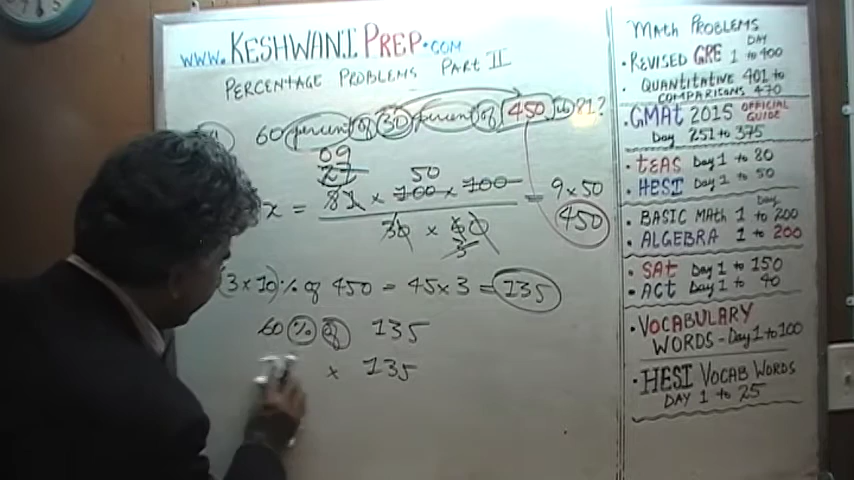 WWW.KESHWANI PREP.COM
PERCENTAGE PROBLEMS PART II
60 percent of 30 percent of 450 is 81?
09
27 50
x = 81 × 100 × 100 = 9 × 50
30 × 60 450
3
(3 × 10)% of 450 = 45 × 3 = 135
60 % of 135
× 135
MATH PROBLEMS
DAY
• REVISED GRE 1 to 400
• QUANTITATIVE 401 to
COMPARISONS 470
• GMAT 2015 OFFICIAL GUIDE
Day 251 to 375
• TEAS Day 1 to 80
• HESI Day 1 to 50
Day
• BASIC MATH 1 to 200
• ALGEBRA 1 to 200
• SAT Day 1 to 150
• ACT Day 1 to 40
• VOCABULARY
WORDS - Day 1 to 100
• HESI VOCAB WORDS
DAY 1 to 25